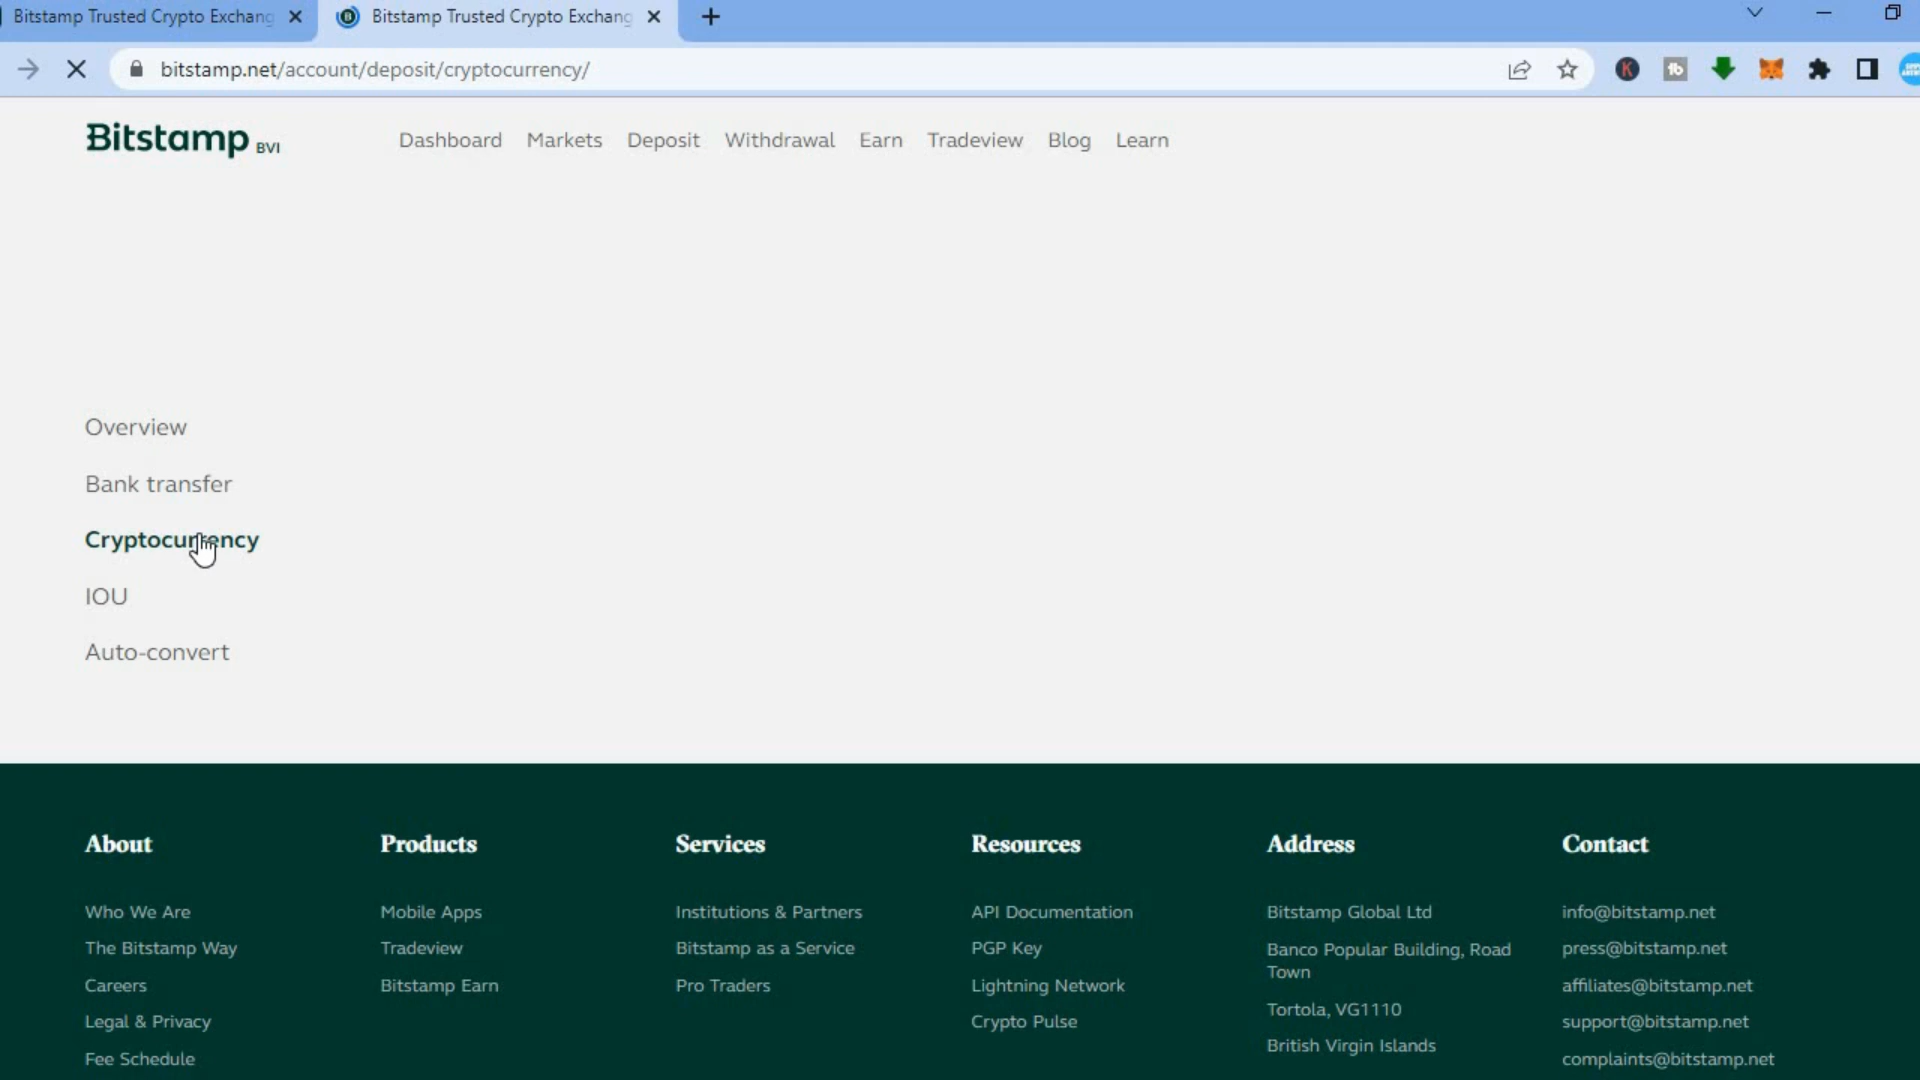 Bitstamp Trusted Crypto Exchang
Bitstamp Trusted Crypto Exchang
bitstamp.net/account/deposit/cryptocurrency/
Bitstamp BVI
Dashboard Markets Deposit Withdrawal Earn Tradeview Blog Learn
Overview
Bank transfer
Cryptocurrency
IOU
Auto-convert
About
Who We Are
The Bitstamp Way
Careers
Legal & Privacy
Fee Schedule
Products
Mobile Apps
Tradeview
Bitstamp Earn
Services
Institutions & Partners
Bitstamp as a Service
Pro Traders
Resources
API Documentation
PGP Key
Lightning Network
Crypto Pulse
Address
Bitstamp Global Ltd
Banco Popular Building, Road
Town
Tortola, VG1110
British Virgin Islands
Contact
info@bitstamp.net
press@bitstamp.net
affiliates@bitstamp.net
support@bitstamp.net
complaints@bitstamp.net